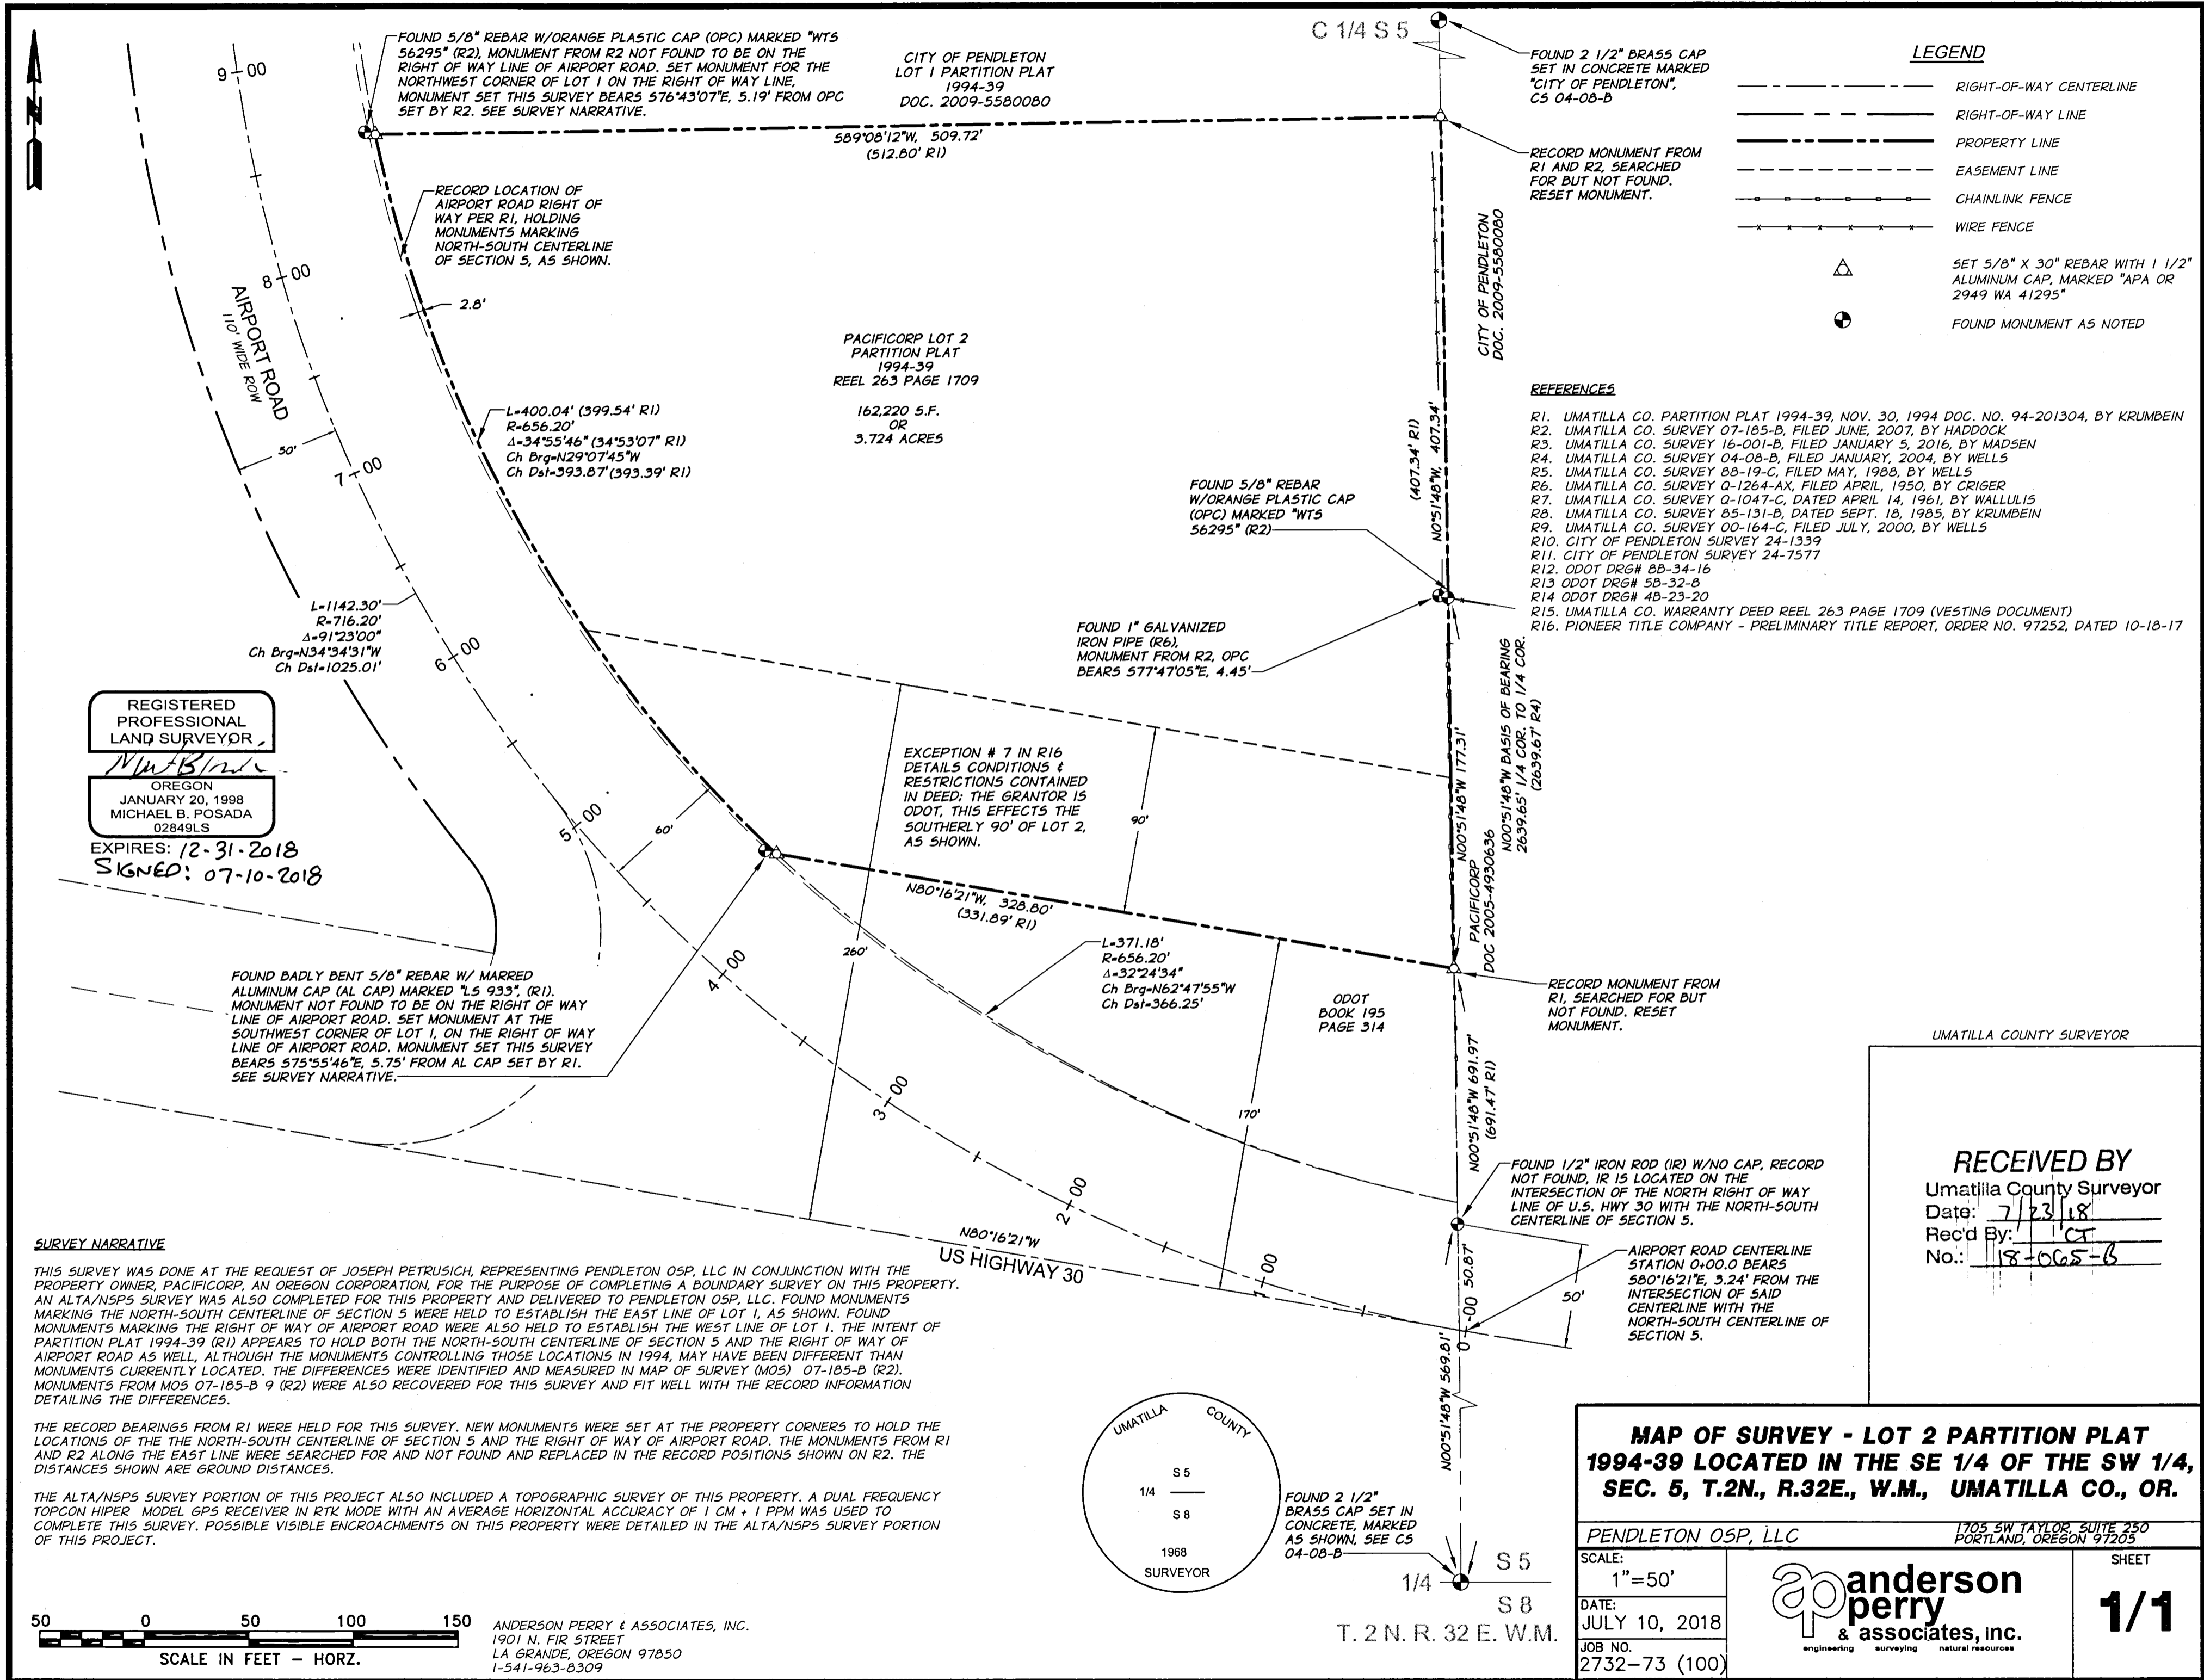 FOUND 5/8" REBAR W/ORANGE PLASTIC CAP (OPC) MARKED "WTS
56295" (R2), MONUMENT FROM R2 NOT FOUND TO BE ON THE
RIGHT OF WAY LINE OF AIRPORT ROAD. SET MONUMENT FOR THE
NORTHWEST CORNER OF LOT 1 ON THE RIGHT OF WAY LINE,
MONUMENT SET THIS SURVEY BEARS S76°43'07"E, 5.19' FROM OPC
SET BY R2. SEE SURVEY NARRATIVE.
CITY OF PENDLETON
LOT 1 PARTITION PLAT
1994-39
DOC. 2009-5580080
C 1/4 S 5
FOUND 2 1/2" BRASS CAP
SET IN CONCRETE MARKED
"CITY OF PENDLETON",
CS 04-08-B
LEGEND
RIGHT-OF-WAY CENTERLINE
RIGHT-OF-WAY LINE
PROPERTY LINE
EASEMENT LINE
CHAINLINK FENCE
WIRE FENCE
SET 5/8" X 30" REBAR WITH 1 1/2"
ALUMINUM CAP, MARKED "APA OR
2949 WA 41295"
FOUND MONUMENT AS NOTED
N
9+00
S89°08'12"W, 509.72'
(512.80' R1)
RECORD MONUMENT FROM
R1 AND R2, SEARCHED
FOR BUT NOT FOUND.
RESET MONUMENT.
RECORD LOCATION OF
AIRPORT ROAD RIGHT OF
WAY PER R1, HOLDING
MONUMENTS MARKING
NORTH-SOUTH CENTERLINE
OF SECTION 5, AS SHOWN.
8+00
AIRPORT ROAD
110' WIDE ROW
2.8'
CITY OF PENDLETON
DOC. 2009-5580080
PACIFICORP LOT 2
PARTITION PLAT
1994-39
REEL 263 PAGE 1709
162,220 S.F.
OR
3.724 ACRES
L=400.04' (399.54' R1)
R=656.20'
Δ=34°55'46" (34°53'07" R1)
Ch Brg=N29°07'45"W
Ch Dst=393.87' (393.39' R1)
50'
7+00
(407.34' R1)
N0°51'48"W, 407.34'
REFERENCES
R1. UMATILLA CO. PARTITION PLAT 1994-39, NOV. 30, 1994 DOC. NO. 94-201304, BY KRUMBEIN
R2. UMATILLA CO. SURVEY 07-185-B, FILED JUNE, 2007, BY HADDOCK
R3. UMATILLA CO. SURVEY 16-001-B, FILED JANUARY 5, 2016, BY MADSEN
R4. UMATILLA CO. SURVEY 04-08-B, FILED JANUARY, 2004, BY WELLS
R5. UMATILLA CO. SURVEY 88-19-C, FILED MAY, 1988, BY WELLS
R6. UMATILLA CO. SURVEY Q-1264-AX, FILED APRIL, 1950, BY CRIGER
R7. UMATILLA CO. SURVEY Q-1047-C, DATED APRIL 14, 1961, BY WALLULIS
R8. UMATILLA CO. SURVEY 85-131-B, DATED SEPT. 18, 1985, BY KRUMBEIN
R9. UMATILLA CO. SURVEY 00-164-C, FILED JULY, 2000, BY WELLS
R10. CITY OF PENDLETON SURVEY 24-1339
R11. CITY OF PENDLETON SURVEY 24-7577
R12. ODOT DRG# 8B-34-16
R13 ODOT DRG# 5B-32-8
R14 ODOT DRG# 4B-23-20
R15. UMATILLA CO. WARRANTY DEED REEL 263 PAGE 1709 (VESTING DOCUMENT)
R16. PIONEER TITLE COMPANY - PRELIMINARY TITLE REPORT, ORDER NO. 97252, DATED 10-18-17
FOUND 5/8" REBAR
W/ORANGE PLASTIC CAP
(OPC) MARKED "WTS
56295" (R2)
FOUND 1" GALVANIZED
IRON PIPE (R6),
MONUMENT FROM R2, OPC
BEARS S77°47'05"E, 4.45'
L=1142.30'
R=716.20'
Δ=91°23'00"
Ch Brg=N34°34'31"W
Ch Dst=1025.01'
6+00
REGISTERED
PROFESSIONAL
LAND SURVEYOR
OREGON
JANUARY 20, 1998
MICHAEL B. POSADA
02849LS
EXPIRES: 12-31-2018
SIGNED: 07-10-2018
EXCEPTION # 7 IN R16
DETAILS CONDITIONS &
RESTRICTIONS CONTAINED
IN DEED; THE GRANTOR IS
ODOT, THIS EFFECTS THE
SOUTHERLY 90' OF LOT 2,
AS SHOWN.
90'
N00°51'48"W 177.31'
PACIFICORP
DOC 2005-4930636
N00°51'48"W BASIS OF BEARING
2639.65' 1/4 COR. TO 1/4 COR.
(2639.67' R4)
5+00
60'
N80°16'21"W, 328.80'
(331.89' R1)
260'
4+00
L=371.18'
R=656.20'
Δ=32°24'34"
Ch Brg=N62°47'55"W
Ch Dst=366.25'
ODOT
BOOK 195
PAGE 314
RECORD MONUMENT FROM
R1, SEARCHED FOR BUT
NOT FOUND. RESET
MONUMENT.
FOUND BADLY BENT 5/8" REBAR W/ MARRED
ALUMINUM CAP (AL CAP) MARKED "LS 933", (R1).
MONUMENT NOT FOUND TO BE ON THE RIGHT OF WAY
LINE OF AIRPORT ROAD. SET MONUMENT AT THE
SOUTHWEST CORNER OF LOT 1, ON THE RIGHT OF WAY
LINE OF AIRPORT ROAD. MONUMENT SET THIS SURVEY
BEARS S75°55'46"E, 5.75' FROM AL CAP SET BY R1.
SEE SURVEY NARRATIVE.
3+00
170'
N00°51'48"W 691.97'
(691.47' R1)
UMATILLA COUNTY SURVEYOR
RECEIVED BY
Umatilla County Surveyor
Date: 7/23/18
Rec'd By: CT
No.: 18-065-B
FOUND 1/2" IRON ROD (IR) W/NO CAP, RECORD
NOT FOUND, IR IS LOCATED ON THE
INTERSECTION OF THE NORTH RIGHT OF WAY
LINE OF U.S. HWY 30 WITH THE NORTH-SOUTH
CENTERLINE OF SECTION 5.
2+00
N80°16'21"W
US HIGHWAY 30
1+00
50.87'
0+00
50'
AIRPORT ROAD CENTERLINE
STATION 0+00.0 BEARS
S80°16'21"E, 3.24' FROM THE
INTERSECTION OF SAID
CENTERLINE WITH THE
NORTH-SOUTH CENTERLINE OF
SECTION 5.
N00°51'48"W 569.81'
SURVEY NARRATIVE
THIS SURVEY WAS DONE AT THE REQUEST OF JOSEPH PETRUSICH, REPRESENTING PENDLETON OSP, LLC IN CONJUNCTION WITH THE
PROPERTY OWNER, PACIFICORP, AN OREGON CORPORATION, FOR THE PURPOSE OF COMPLETING A BOUNDARY SURVEY ON THIS PROPERTY.
AN ALTA/NSPS SURVEY WAS ALSO COMPLETED FOR THIS PROPERTY AND DELIVERED TO PENDLETON OSP, LLC. FOUND MONUMENTS
MARKING THE NORTH-SOUTH CENTERLINE OF SECTION 5 WERE HELD TO ESTABLISH THE EAST LINE OF LOT 1, AS SHOWN. FOUND
MONUMENTS MARKING THE RIGHT OF WAY OF AIRPORT ROAD WERE ALSO HELD TO ESTABLISH THE WEST LINE OF LOT 1. THE INTENT OF
PARTITION PLAT 1994-39 (R1) APPEARS TO HOLD BOTH THE NORTH-SOUTH CENTERLINE OF SECTION 5 AND THE RIGHT OF WAY OF
AIRPORT ROAD AS WELL, ALTHOUGH THE MONUMENTS CONTROLLING THOSE LOCATIONS IN 1994, MAY HAVE BEEN DIFFERENT THAN
MONUMENTS CURRENTLY LOCATED. THE DIFFERENCES WERE IDENTIFIED AND MEASURED IN MAP OF SURVEY (MOS) 07-185-B (R2).
MONUMENTS FROM MOS 07-185-B 9 (R2) WERE ALSO RECOVERED FOR THIS SURVEY AND FIT WELL WITH THE RECORD INFORMATION
DETAILING THE DIFFERENCES.
THE RECORD BEARINGS FROM R1 WERE HELD FOR THIS SURVEY. NEW MONUMENTS WERE SET AT THE PROPERTY CORNERS TO HOLD THE
LOCATIONS OF THE THE NORTH-SOUTH CENTERLINE OF SECTION 5 AND THE RIGHT OF WAY OF AIRPORT ROAD. THE MONUMENTS FROM R1
AND R2 ALONG THE EAST LINE WERE SEARCHED FOR AND NOT FOUND AND REPLACED IN THE RECORD POSITIONS SHOWN ON R2. THE
DISTANCES SHOWN ARE GROUND DISTANCES.
THE ALTA/NSPS SURVEY PORTION OF THIS PROJECT ALSO INCLUDED A TOPOGRAPHIC SURVEY OF THIS PROPERTY. A DUAL FREQUENCY
TOPCON HIPER MODEL GPS RECEIVER IN RTK MODE WITH AN AVERAGE HORIZONTAL ACCURACY OF 1 CM + 1 PPM WAS USED TO
COMPLETE THIS SURVEY. POSSIBLE VISIBLE ENCROACHMENTS ON THIS PROPERTY WERE DETAILED IN THE ALTA/NSPS SURVEY PORTION
OF THIS PROJECT.
UMATILLA COUNTY
S 5
1/4
S 8
1968
SURVEYOR
FOUND 2 1/2"
BRASS CAP SET IN
CONCRETE, MARKED
AS SHOWN, SEE CS
04-08-B
S 5
1/4
S 8
T. 2 N. R. 32 E. W.M.
50 0 50 100 150
SCALE IN FEET – HORZ.
ANDERSON PERRY & ASSOCIATES, INC.
1901 N. FIR STREET
LA GRANDE, OREGON 97850
1-541-963-8309
MAP OF SURVEY - LOT 2 PARTITION PLAT
1994-39 LOCATED IN THE SE 1/4 OF THE SW 1/4,
SEC. 5, T.2N., R.32E., W.M., UMATILLA CO., OR.
PENDLETON OSP, LLC
1705 SW TAYLOR, SUITE 250
PORTLAND, OREGON 97205
SCALE:
1"=50'
DATE:
JULY 10, 2018
JOB NO.
2732-73 (100)
ap anderson
perry
& associates, inc.
engineering surveying natural resources
SHEET
1/1